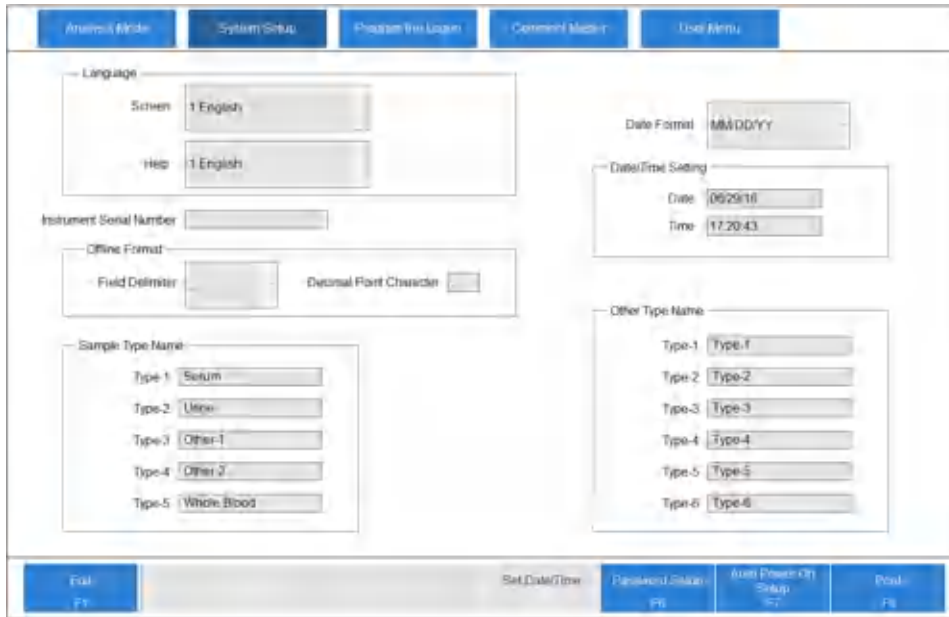 Analysis Mode System Setup Program the Logon Comment Master User Menu
Language
Screen 1 English
Help 1 English
Date Format MM/DD/YY
Date/Time Setting
Date 06/29/16
Time 17:20:43
Instrument Serial Number
Offline Format
Field Delimiter Decimal Point Character
Sample Type Name
Type-1 Serum
Type-2 Urine
Type-3 Other-1
Type-4 Other-2
Type-5 Whole Blood
Other Type Name
Type-1 Type-1
Type-2 Type-2
Type-3 Type-3
Type-4 Type-4
Type-5 Type-5
Type-6 Type-6
Edit Set Date/Time Password Setup Auto Power On Setup Print
F1 F6 F7 F8